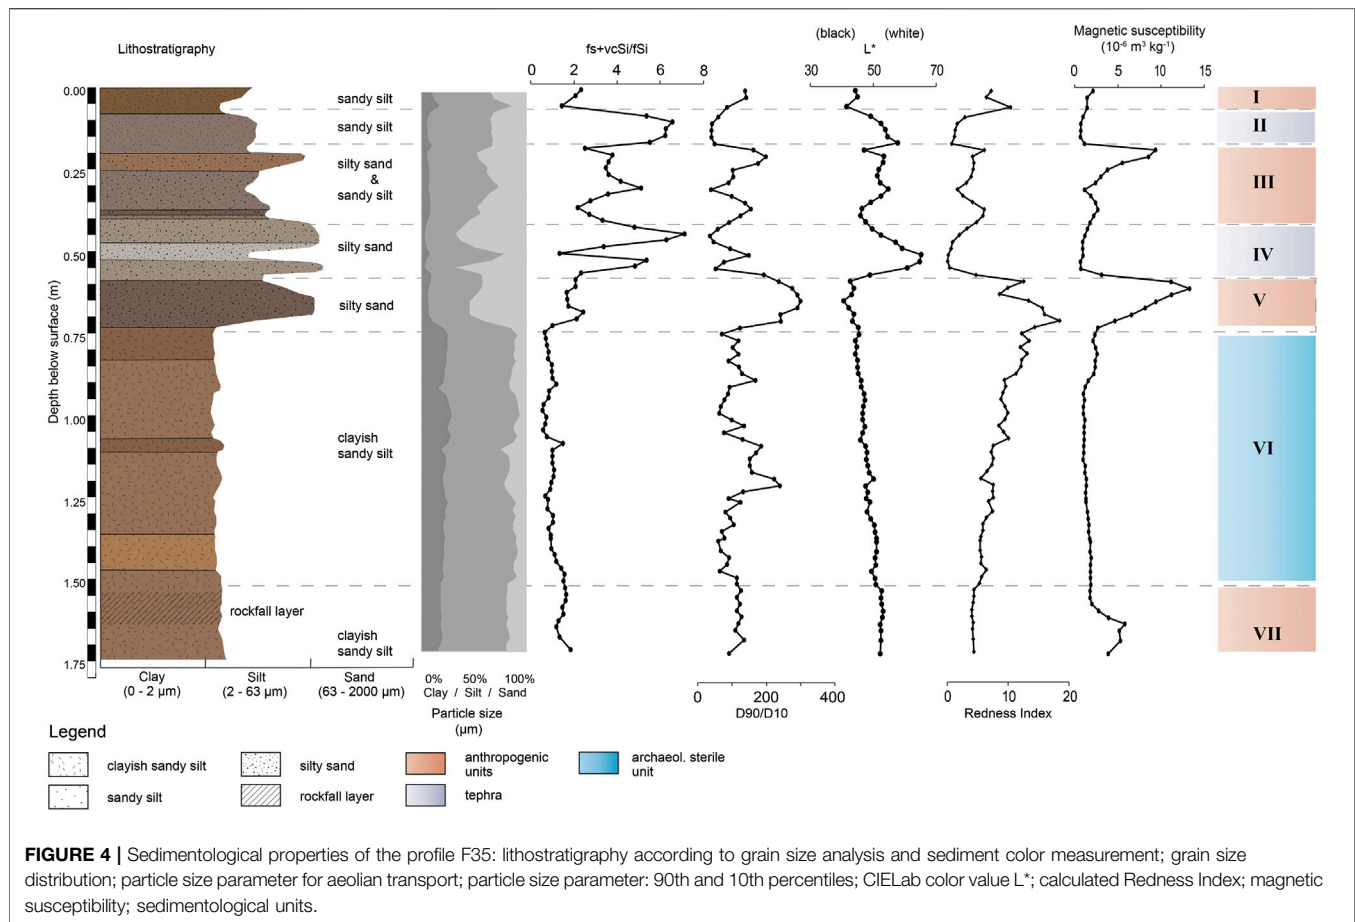 Lithostratigraphy
fs+vcSi/fSi
0 2 4 6 8
(black) (white)
L*
30 50 70
Magnetic susceptibility
(10⁻⁶ m³ kg⁻¹)
0 5 10 15
Depth below surface (m)
0.00
0.25
0.50
0.75
1.00
1.25
1.50
1.75
sandy silt
sandy silt
silty sand
&
sandy silt
silty sand
silty sand
clayish
sandy silt
rockfall layer
clayish
sandy silt
I
II
III
IV
V
VI
VII
Clay
(0 - 2 µm)
Silt
(2 - 63 µm)
Sand
(63 - 2000 µm)
0% 50% 100%
Clay / Silt / Sand
Particle size
(µm)
0 200 400
D90/D10
0 10 20
Redness Index
Legend
clayish sandy silt
sandy silt
silty sand
rockfall layer
anthropogenic
units
tephra
archaeol. sterile
unit
FIGURE 4 | Sedimentological properties of the profile F35: lithostratigraphy according to grain size analysis and sediment color measurement; grain size
distribution; particle size parameter for aeolian transport; particle size parameter: 90th and 10th percentiles; CIELab color value L*; calculated Redness Index; magnetic
susceptibility; sedimentological units.